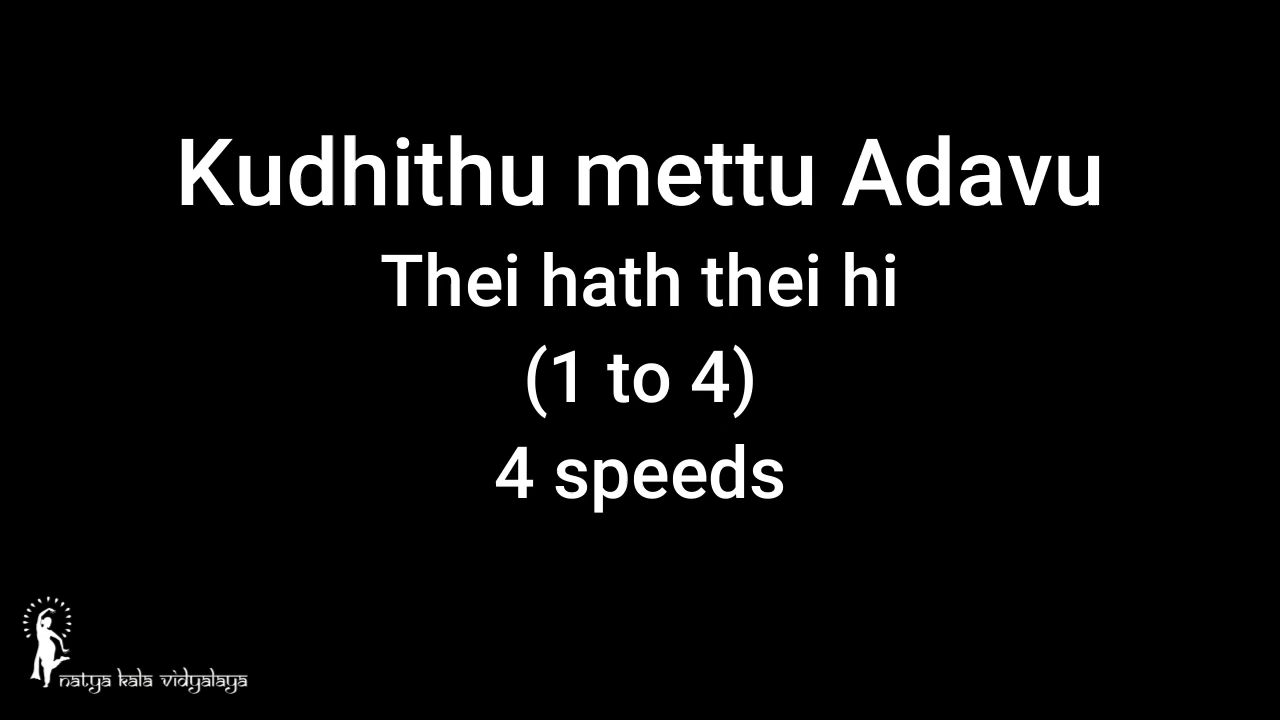 Kudhithu mettu Adavu
Thei hath thei hi
(1 to 4)
4 speeds
natya kala vidyalaya